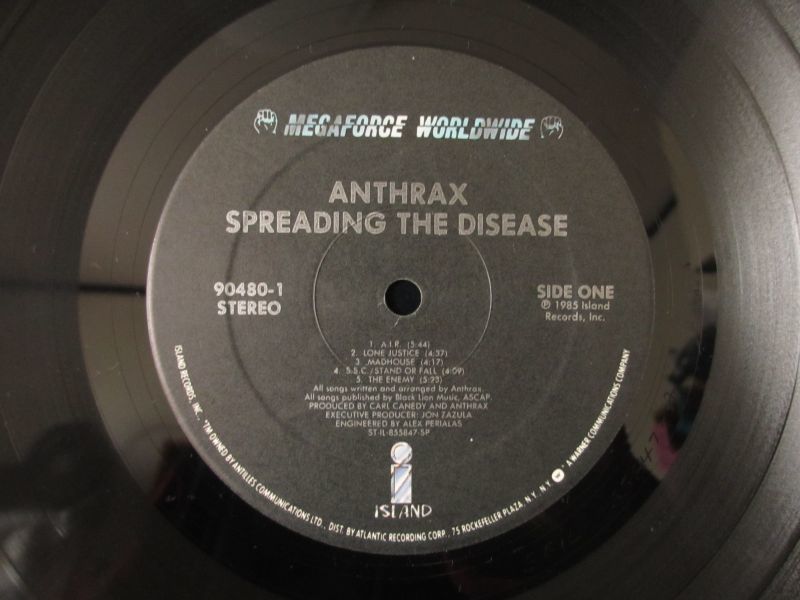 MEGAFORCE WORLDWIDE
ANTHRAX
SPREADING THE DISEASE
90480-1
STEREO
SIDE ONE
℗ 1985 Island
Records, Inc.
1. A.I.R. (5:44)
2. LONE JUSTICE (4:37)
3. MADHOUSE (4:17)
4. S.S.C./STAND OR FALL (4:09)
5. THE ENEMY (5:23)
All songs written and arranged by Anthrax.
All songs published by Black Lion Music, ASCAP.
PRODUCED BY CARL CANEDY AND ANTHRAX
EXECUTIVE PRODUCER: JON ZAZULA
ENGINEERED BY ALEX PERIALAS
ST-IL-855847-SP
i
ISLAND
ISLAND RECORDS, INC. *TM OWNED BY ANTILLES COMMUNICATIONS LTD., DIST. BY ATLANTIC RECORDING CORP., 75 ROCKEFELLER PLAZA, N.Y., N.Y. A WARNER COMMUNICATIONS COMPANY